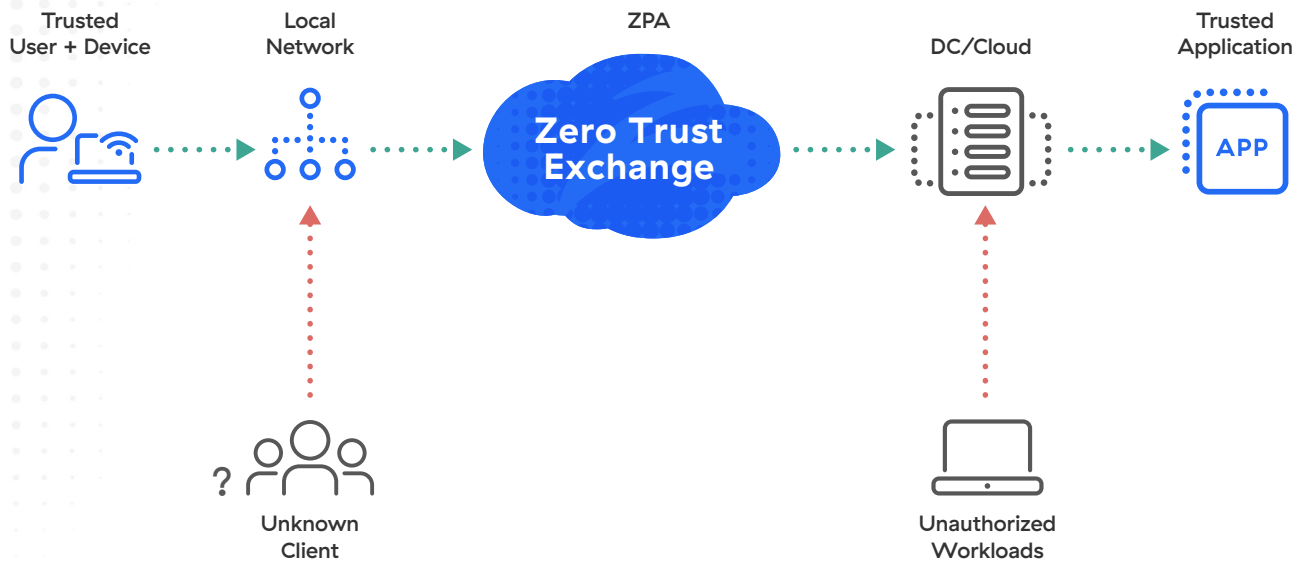 Trusted
User + Device
Local
Network
ZPA
DC/Cloud
Trusted
Application
Zero Trust
Exchange
APP
?
Unknown
Client
Unauthorized
Workloads